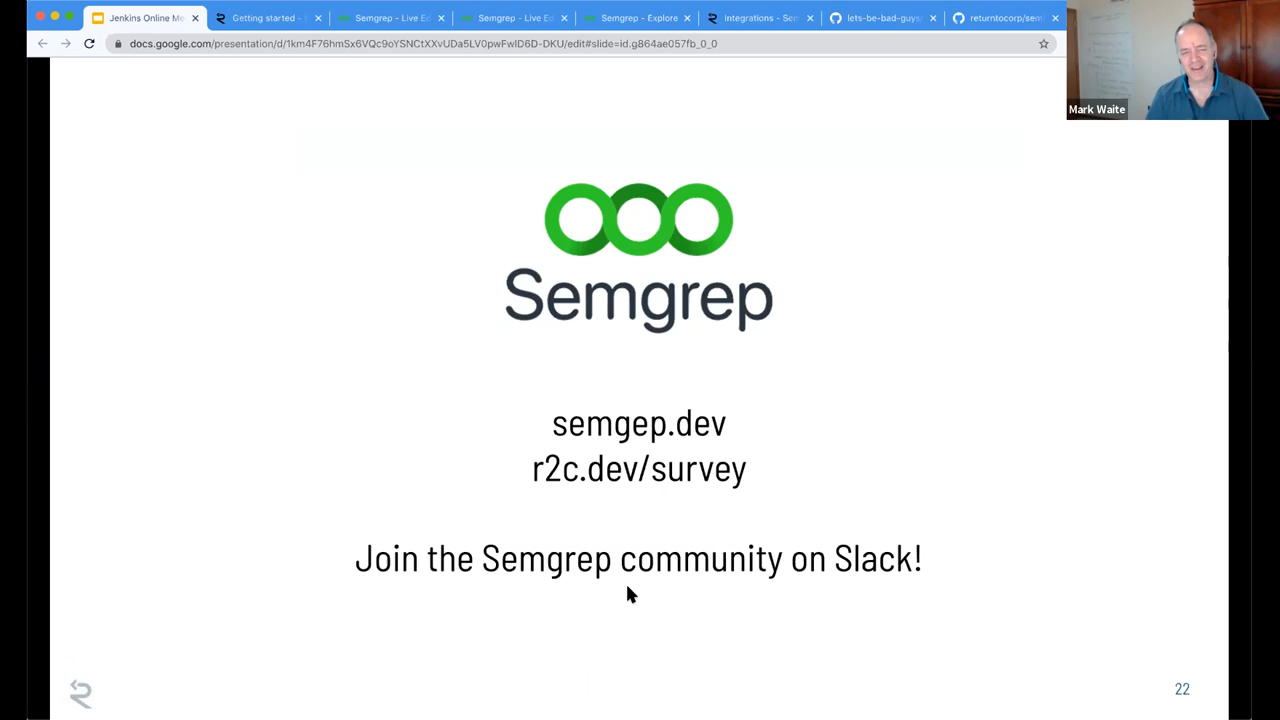 Jenkins Online Me
Getting started -
Semgrep - Live Ed
Semgrep - Live Ed
Semgrep - Explore
Integrations - Sem
lets-be-bad-guys
returntocorp/sem
docs.google.com/presentation/d/1km4F76hmSx6VQc9oYSNCtXXvUDa5LV0pwFwID6D-DKU/edit#slide=id.g864ae057fb_0_0
Mark Waite
Semgrep
semgep.dev
r2c.dev/survey
Join the Semgrep community on Slack!
22